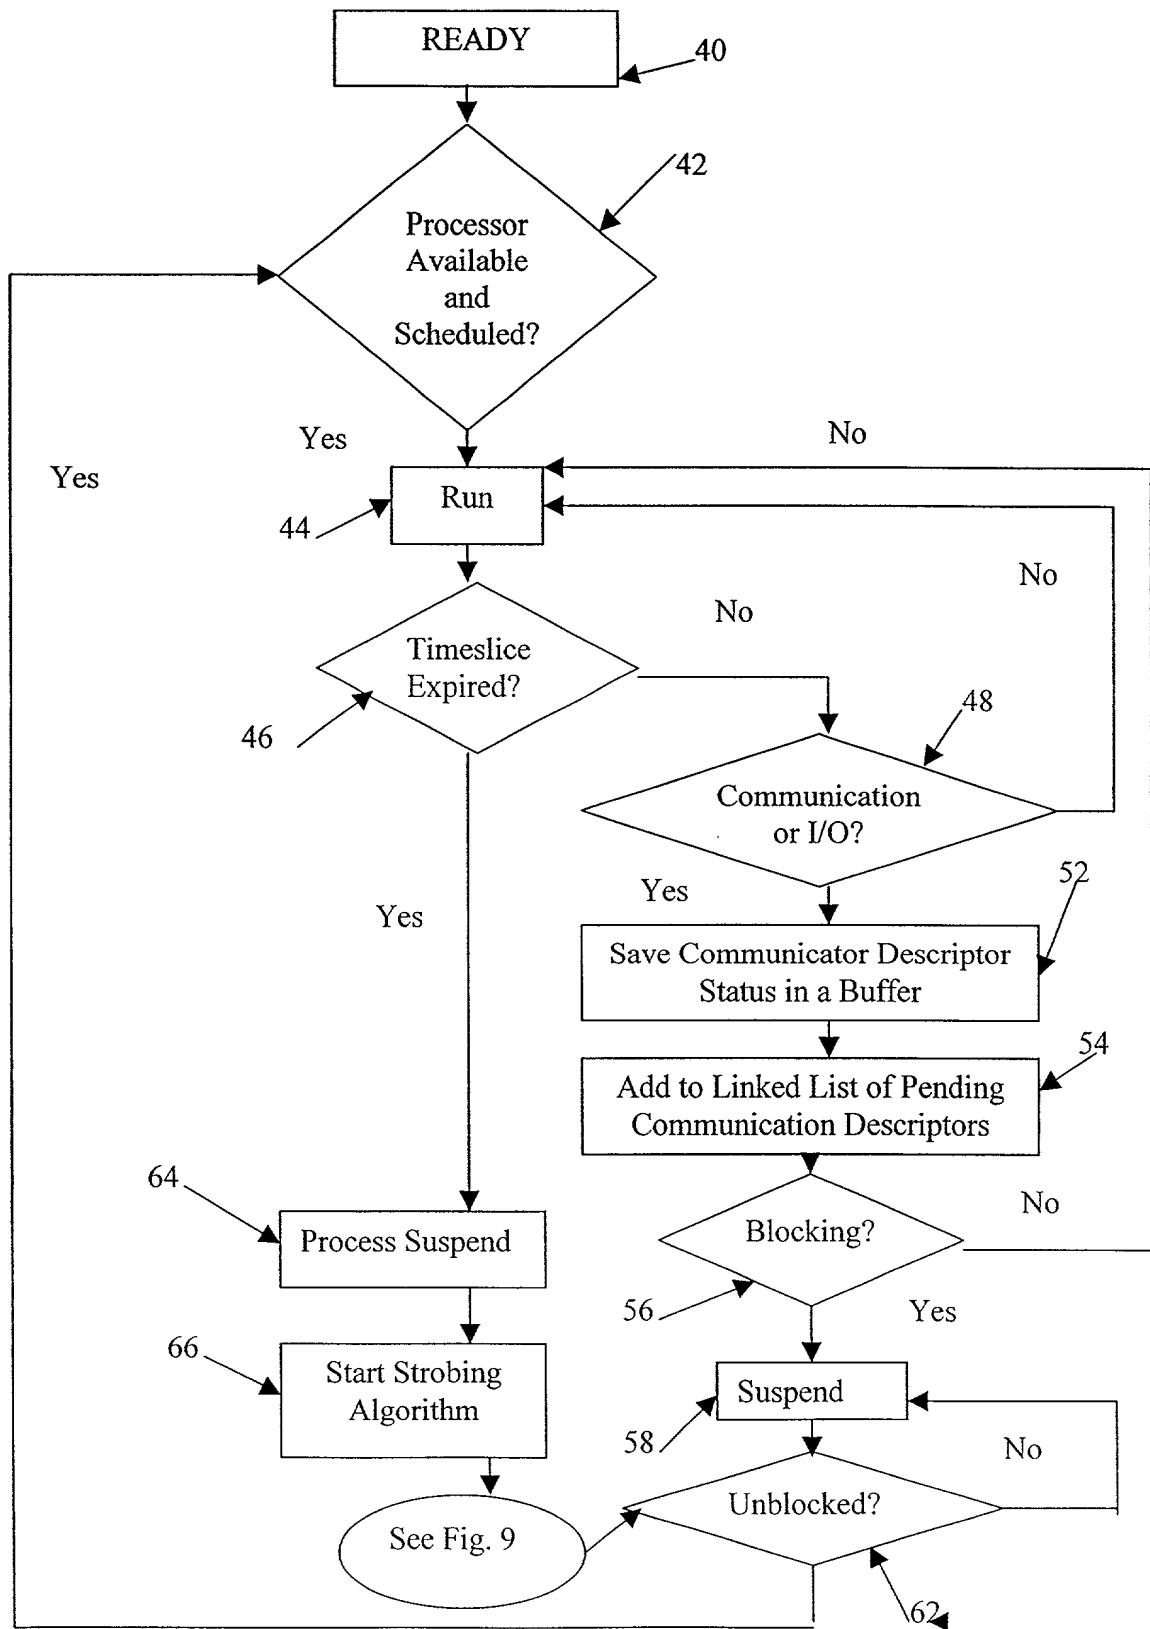 READY
40
42
Processor
Available
and
Scheduled?
Yes
Yes
No
Run
44
No
No
Timeslice
Expired?
46
48
Communication
or I/O?
Yes
Yes
52
Save Communicator Descriptor
Status in a Buffer
54
Add to Linked List of Pending
Communication Descriptors
64
Process Suspend
Blocking?
No
56
Yes
66
Start Strobing
Algorithm
Suspend
58
No
Unblocked?
See Fig. 9
62